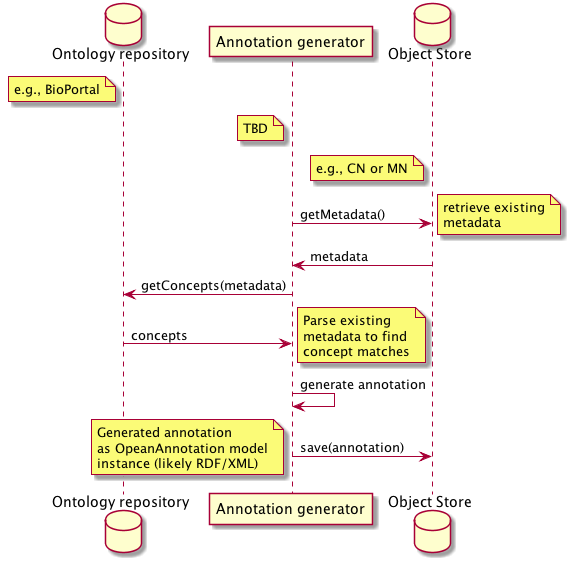 Ontology repository
Annotation generator
Object Store
e.g., BioPortal
TBD
e.g., CN or MN
getMetadata()
retrieve existing
metadata
metadata
getConcepts(metadata)
concepts
Parse existing
metadata to find
concept matches
generate annotation
Generated annotation
as OpeanAnnotation model
instance (likely RDF/XML)
save(annotation)
Ontology repository
Annotation generator
Object Store